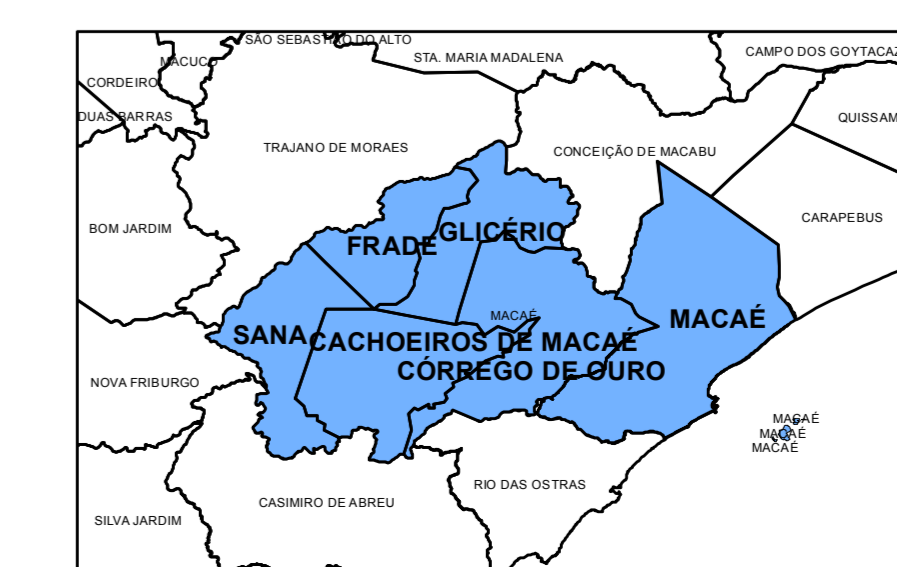 SÃO SEBASTIÃO DO ALTO
STA. MARIA MADALENA
CAMPO DOS GOYTACAZ
MACUCO
CORDEIRO
DUAS BARRAS
QUISSAM
TRAJANO DE MORAES
CONCEIÇÃO DE MACABU
BOM JARDIM
CARAPEBUS
FRADE
GLICÉRIO
MACAÉ
MACAÉ
SANA
CACHOEIROS DE MACAÉ
CÓRREGO DE OURO
NOVA FRIBURGO
MACAÉ
MACAÉ
MACAÉ
RIO DAS OSTRAS
CASIMIRO DE ABREU
SILVA JARDIM